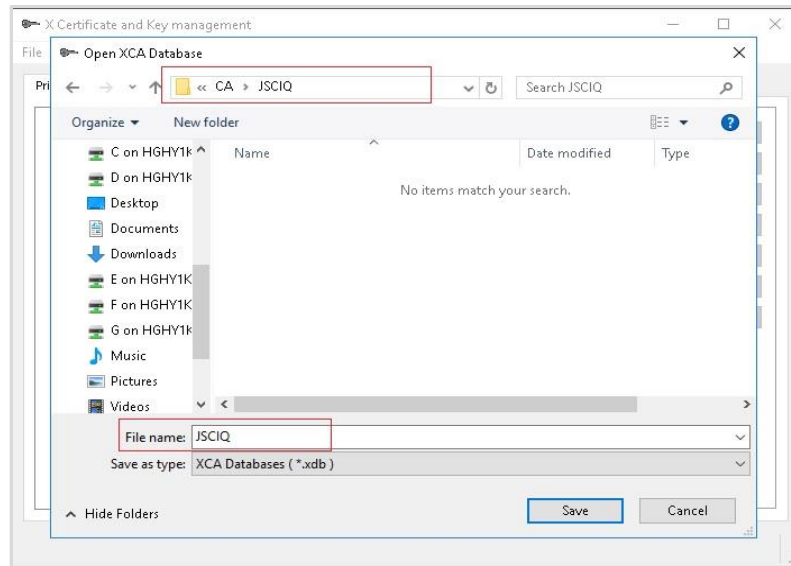 X Certificate and Key management
File
Open XCA Database
Pri
« CA > JSCIQ
Search JSCIQ
Organize
New folder
Name
Date modified
Type
No items match your search.
C on HGHY1K
D on HGHY1K
Desktop
Documents
Downloads
E on HGHY1K
F on HGHY1K
G on HGHY1K
Music
Pictures
Videos
File name: JSCIQ
Save as type: XCA Databases ( *.xdb )
Hide Folders
Save
Cancel